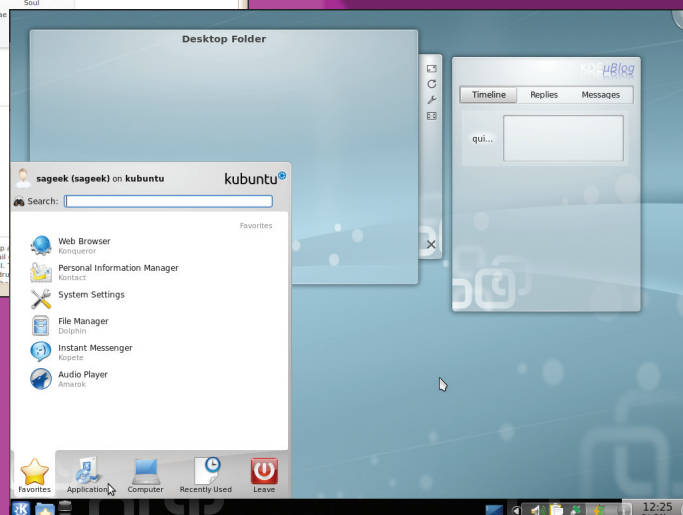 Soul
Desktop Folder
KDE µBlog
Timeline Replies Messages
qui...
sageek (sageek) on kubuntu
kubuntu
Search:
Favorites
Web Browser
Konqueror
Personal Information Manager
Kontact
System Settings
File Manager
Dolphin
Instant Messenger
Kopete
Audio Player
Amarok
Favorites Application Computer Recently Used Leave
12:25